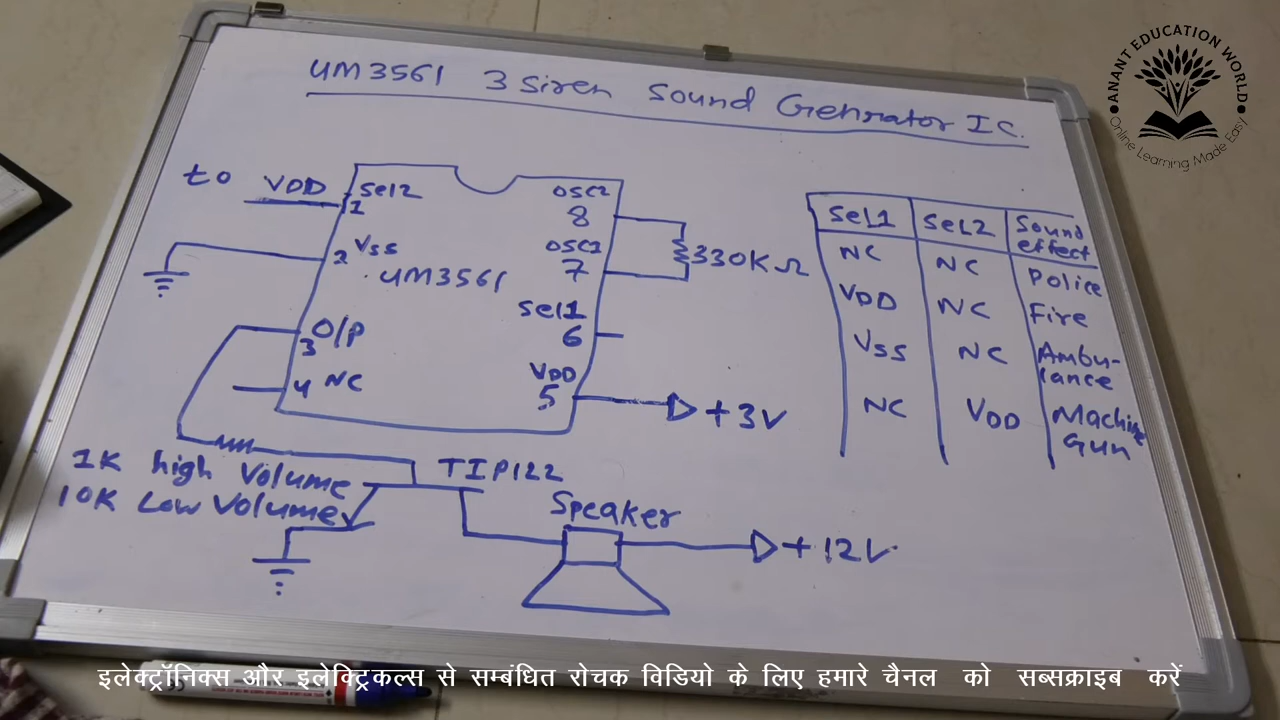 UM3561 3 Siren Sound Genrator IC.
ANANT EDUCATION WORLD
Online Learning Made Easy
to VDD
Sel2
1
2 VSS
3 O/P
4 NC
UM3561
OSC2
8
OSC1
7
Sel1
6
VDD
5
330KΩ
+3V
1K high Volume
10K Low Volume
TIP122
Speaker
+12V
Sel1 Sel2 Sound effect
NC NC Police
VDD NC Fire
VSS NC Ambu-
lance
NC VDD Machine
Gun
इलेक्ट्रॉनिक्स और इलेक्ट्रिकल्स से सम्बंधित रोचक विडियो के लिए हमारे चैनल को सब्सक्राइब करें